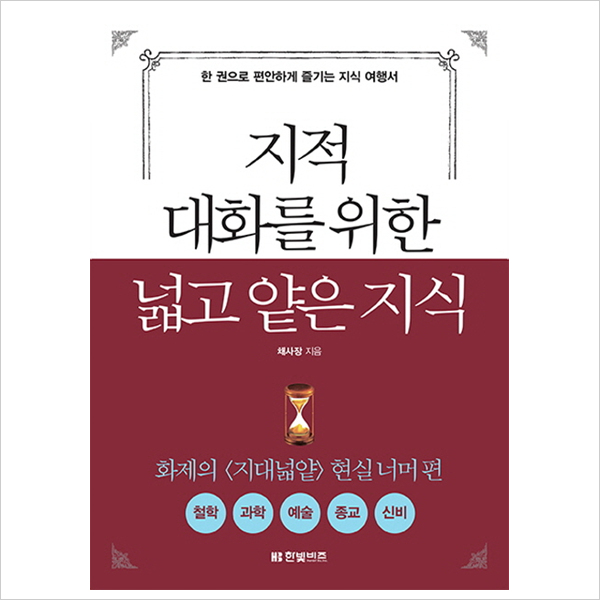 한 권으로 편안하게 즐기는 지식 여행서
지적
대화를 위한
넓고 얕은 지식
채사장 지음
화제의 〈지대넓얕〉 현실 너머 편
철학 과학 예술 종교 신비
HB 한빛비즈